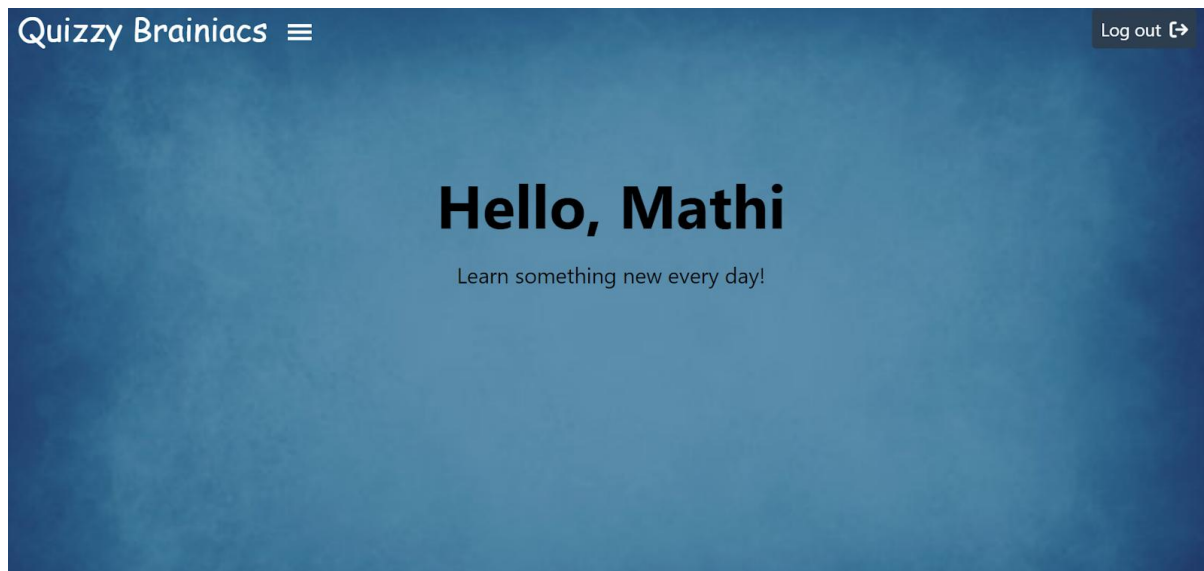 Quizzy Brainiacs
Log out
Hello, Mathi
Learn something new every day!